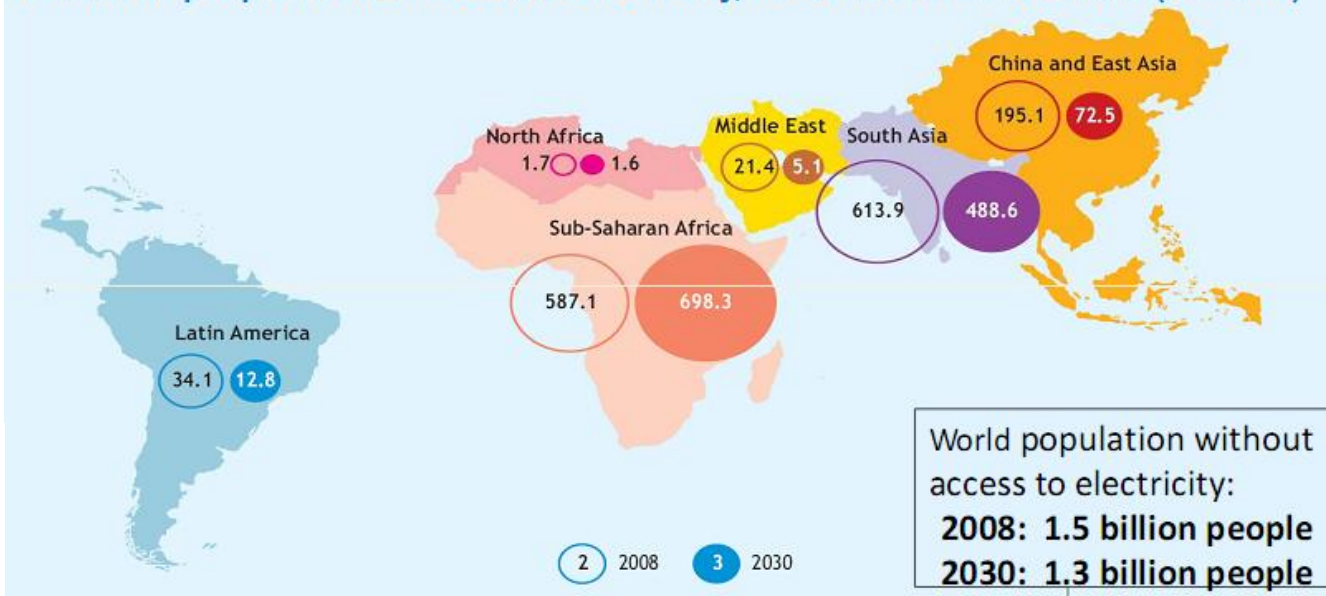 China and East Asia
195.1 72.5
North Africa
1.7 1.6
Middle East
21.4 5.1
South Asia
613.9 488.6
Sub-Saharan Africa
587.1 698.3
Latin America
34.1 12.8
World population without
access to electricity:
2008: 1.5 billion people
2030: 1.3 billion people
2 2008 3 2030